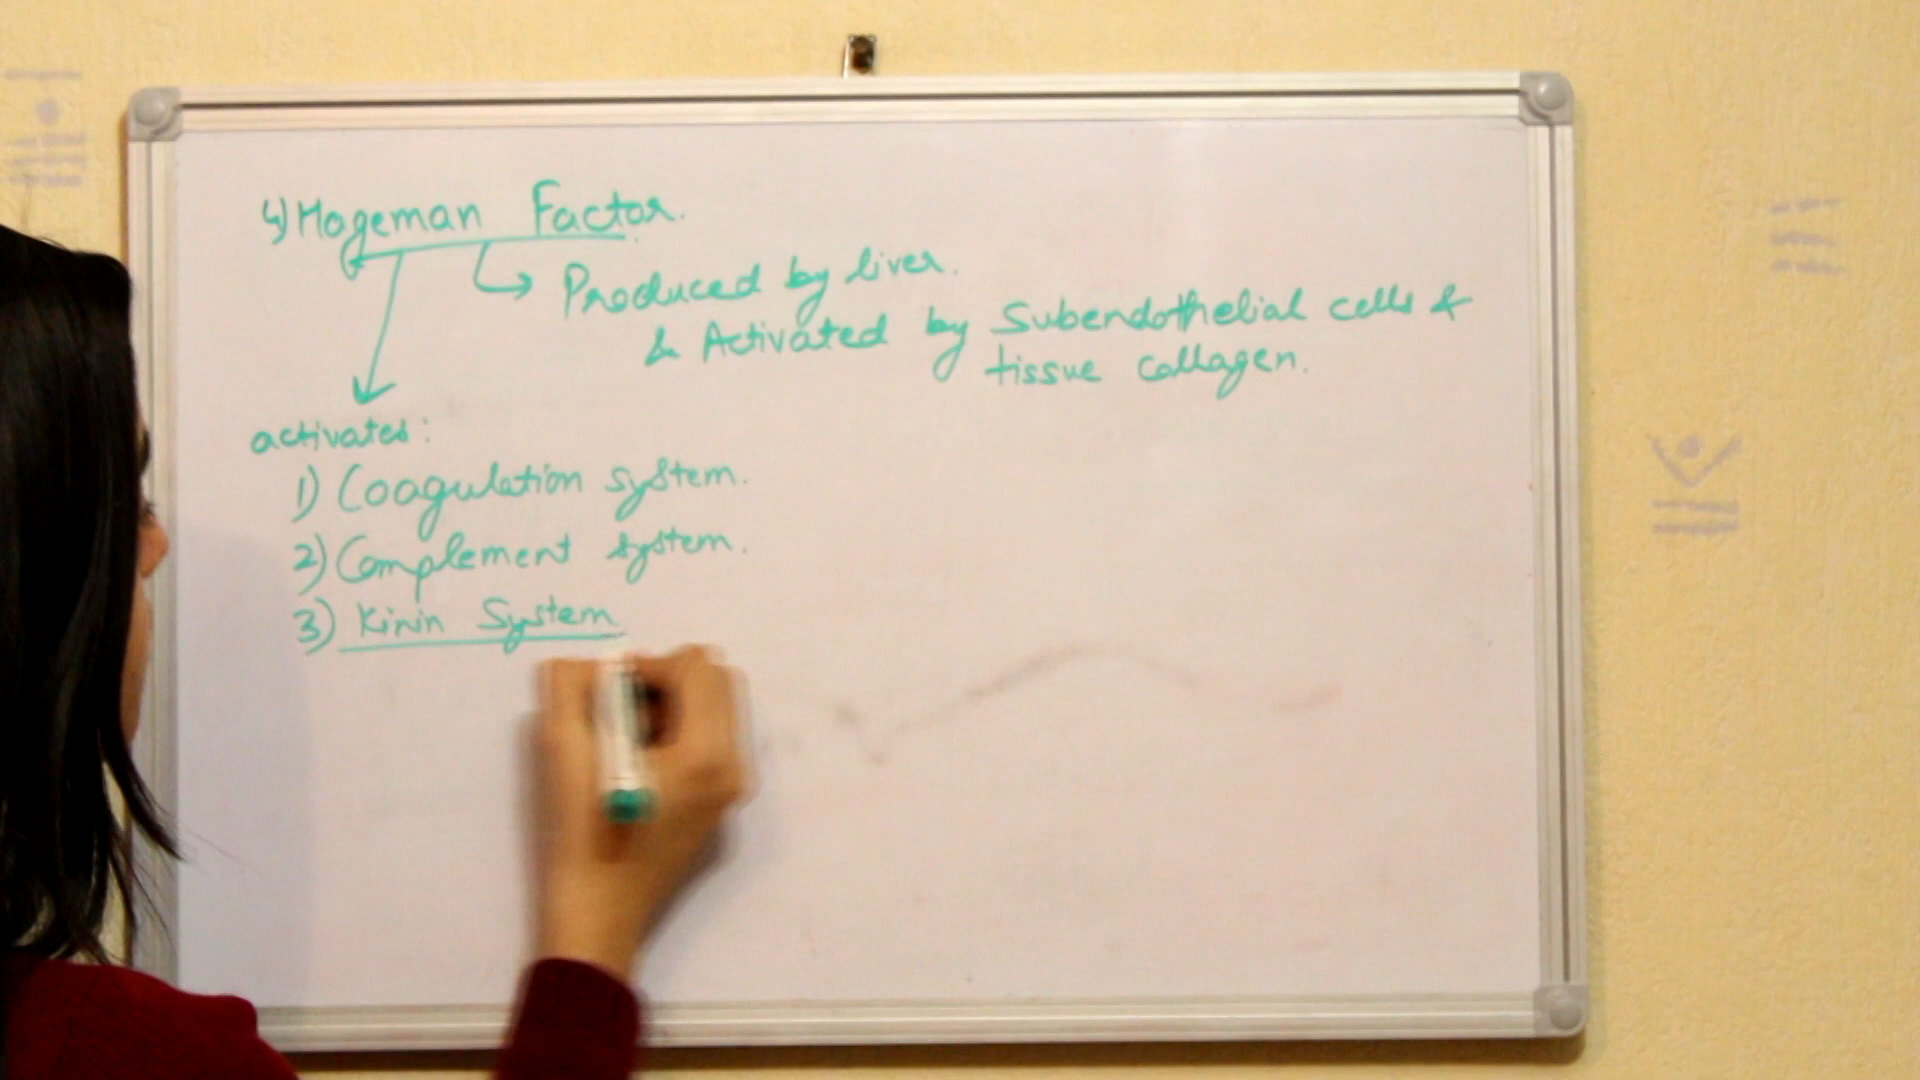 4) Hageman Factor.
Produced by liver.
& Activated by Subendothelial cells &
tissue collagen.
activates:
1) Coagulation system.
2) Complement system.
3) Kinin System